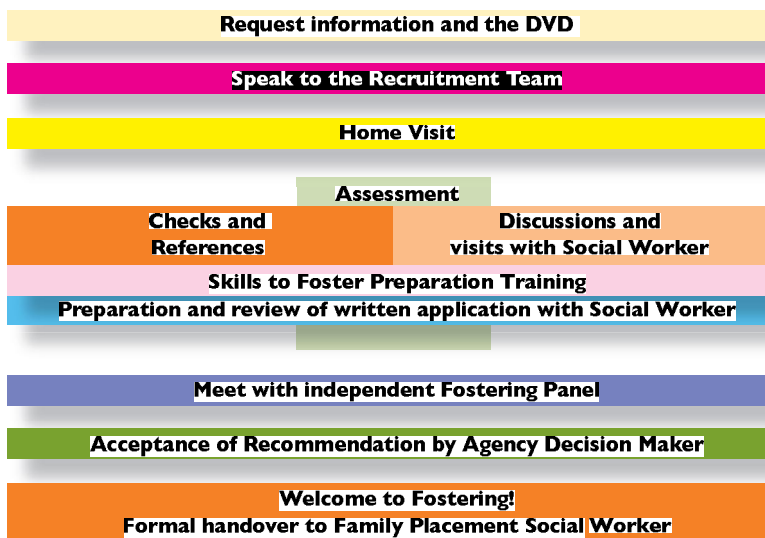 Request information and the DVD
Speak to the Recruitment Team
Home Visit
Assessment
Checks and
References
Discussions and
visits with Social Worker
Skills to Foster Preparation Training
Preparation and review of written application with Social Worker
Meet with independent Fostering Panel
Acceptance of Recommendation by Agency Decision Maker
Welcome to Fostering!
Formal handover to Family Placement Social Worker